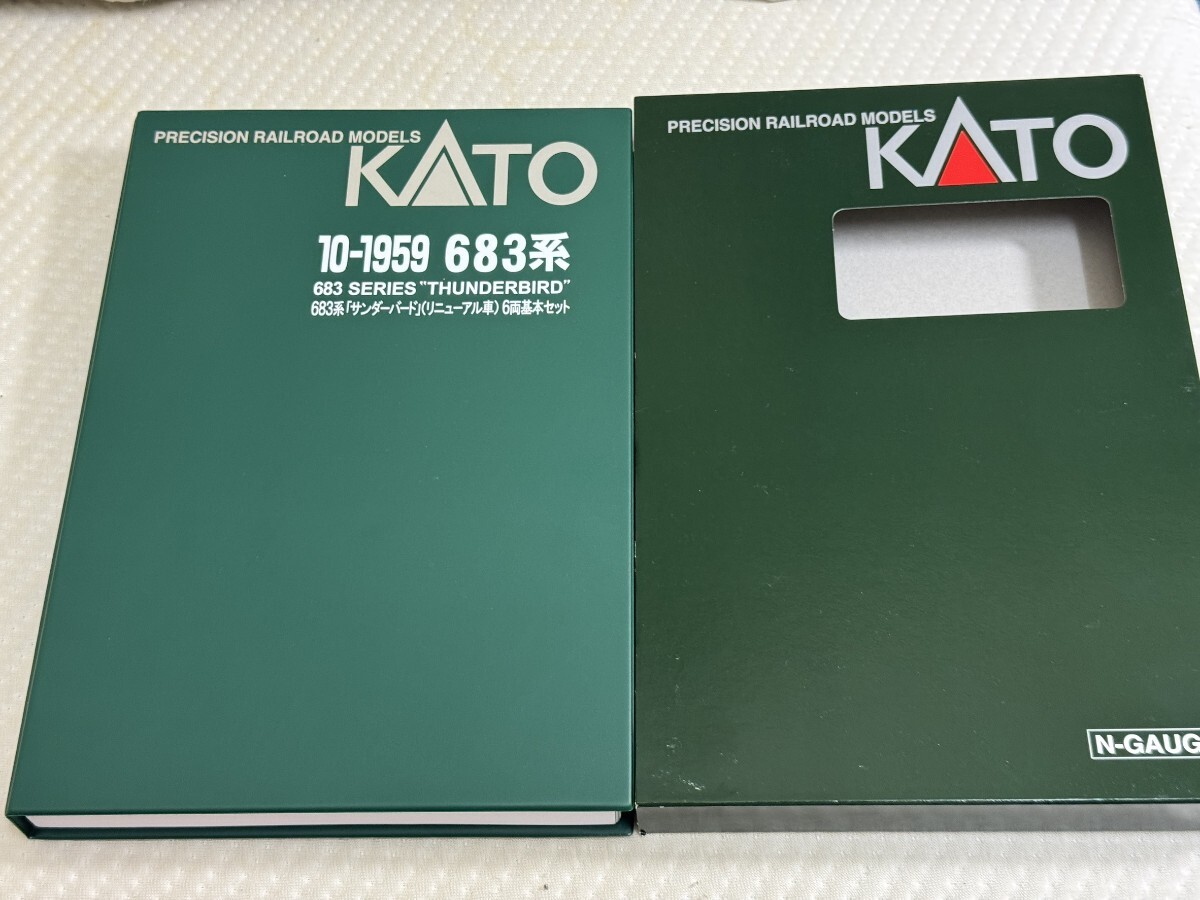 PRECISION RAILROAD MODELS
KATO
10-1959 683系
683 SERIES "THUNDERBIRD"
683系「サンダーバード」(リニューアル車) 6両基本セット
PRECISION RAILROAD MODELS
KATO
N-GAUG